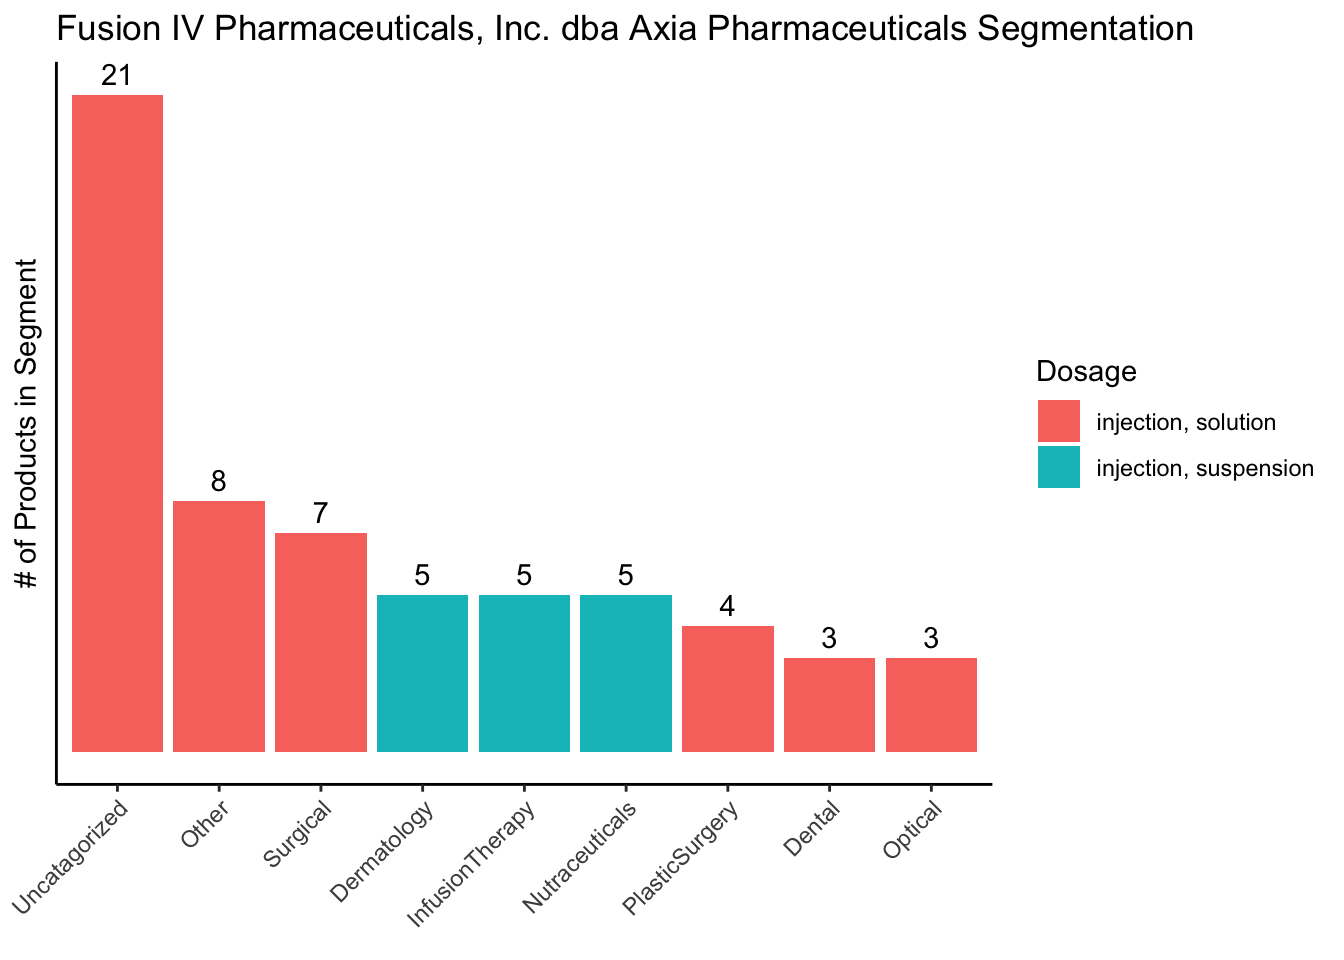 Fusion IV Pharmaceuticals, Inc. dba Axia Pharmaceuticals Segmentation
# of Products in Segment
21
8
7
5
5
5
4
3
3
Uncatagorized
Other
Surgical
Dermatology
InfusionTherapy
Nutraceuticals
PlasticSurgery
Dental
Optical
Dosage
injection, solution
injection, suspension